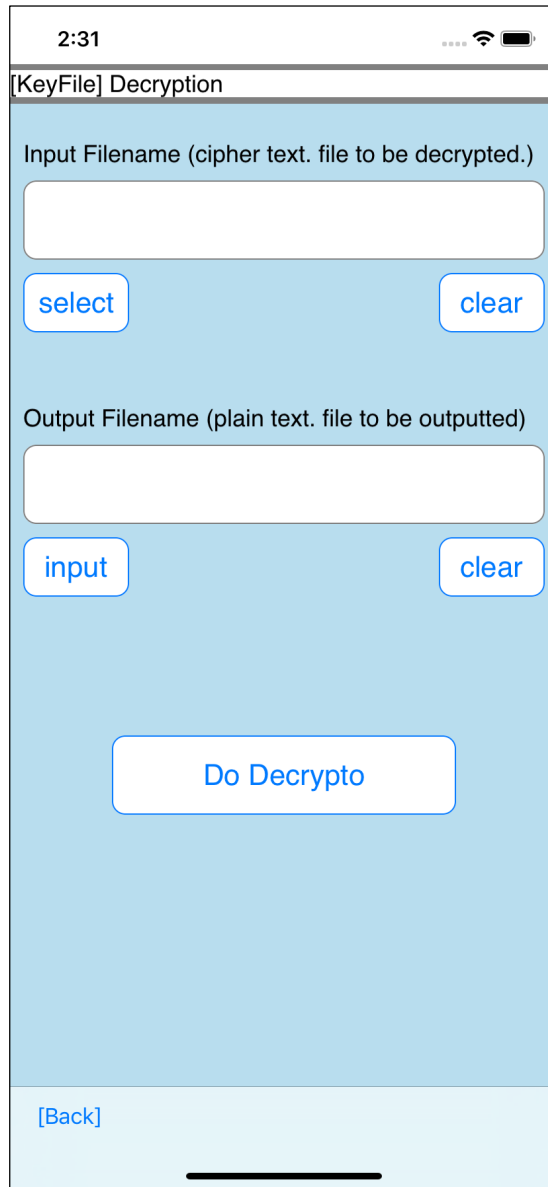 2:31
[KeyFile] Decryption
Input Filename (cipher text. file to be decrypted.)
select clear
Output Filename (plain text. file to be outputted)
input clear
Do Decrypto
[Back]